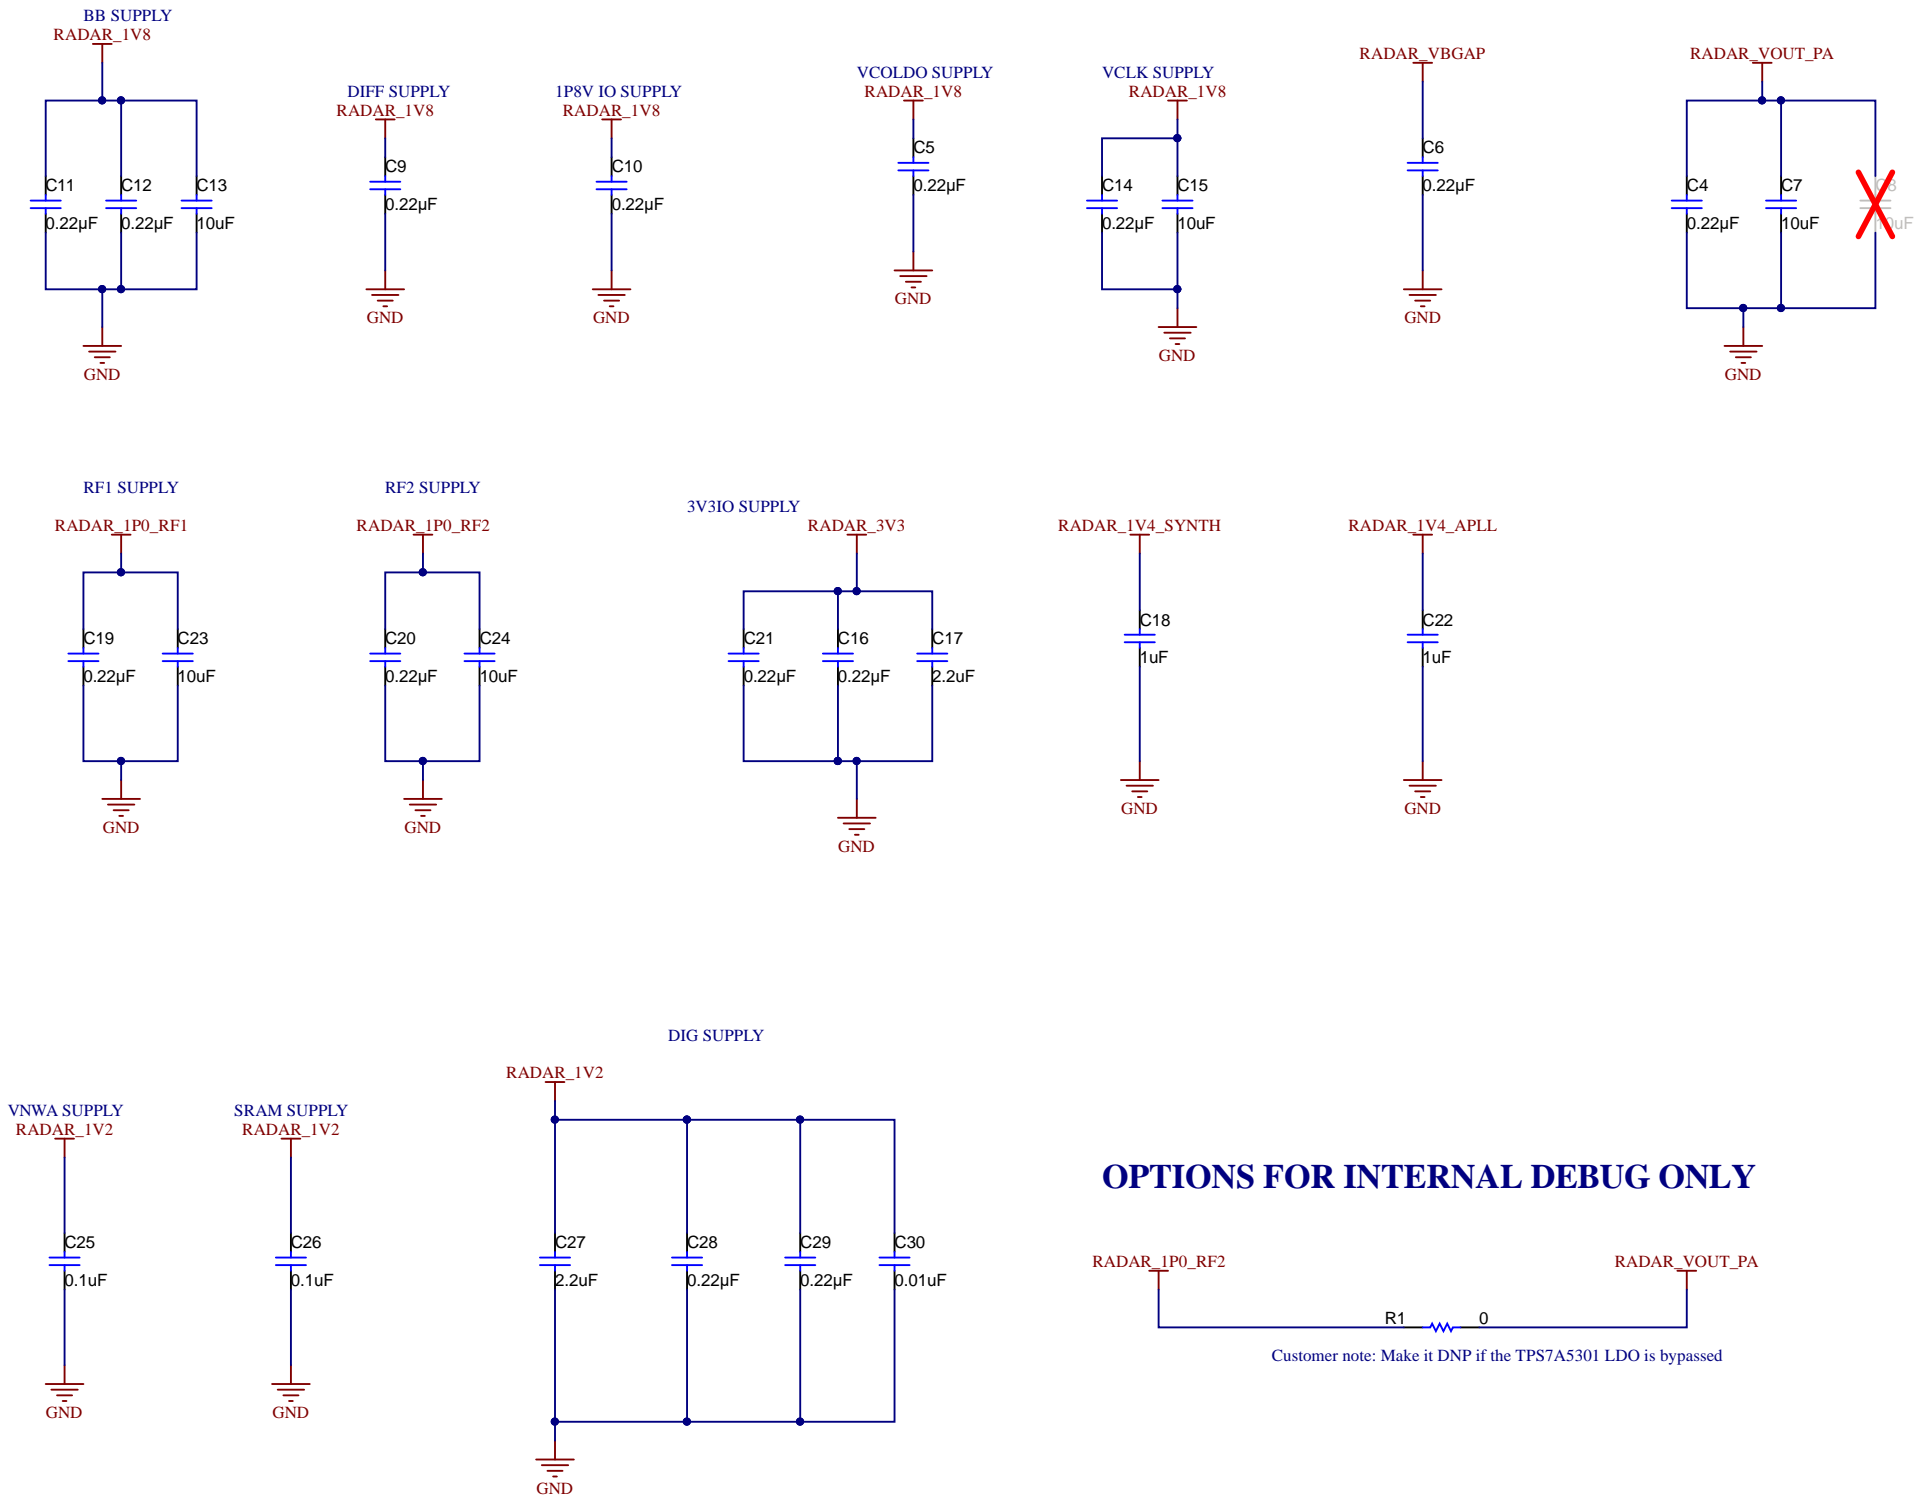 BB SUPPLY
RADAR_1V8
C11
0.22µF
C12
0.22µF
C13
10uF
GND
DIFF SUPPLY
RADAR_1V8
C9
0.22µF
GND
1P8V IO SUPPLY
RADAR_1V8
C10
0.22µF
GND
VCOLDO SUPPLY
RADAR_1V8
C5
0.22µF
GND
VCLK SUPPLY
RADAR_1V8
C14
0.22µF
C15
10uF
GND
RADAR_VBGAP
C6
0.22µF
GND
RADAR_VOUT_PA
C4
0.22µF
C7
10uF
GND
RF1 SUPPLY
RADAR_1P0_RF1
C19
0.22µF
C23
10uF
GND
RF2 SUPPLY
RADAR_1P0_RF2
C20
0.22µF
C24
10uF
GND
3V3IO SUPPLY
RADAR_3V3
C21
0.22µF
C16
0.22µF
C17
2.2uF
GND
RADAR_1V4_SYNTH
C18
1uF
GND
RADAR_1V4_APLL
C22
1uF
GND
VNWA SUPPLY
RADAR_1V2
C25
0.1uF
GND
SRAM SUPPLY
RADAR_1V2
C26
0.1uF
GND
DIG SUPPLY
RADAR_1V2
C27
2.2uF
C28
0.22µF
C29
0.22µF
C30
0.01uF
GND
OPTIONS FOR INTERNAL DEBUG ONLY
RADAR_1P0_RF2
RADAR_VOUT_PA
R1
0
Customer note: Make it DNP if the TPS7A5301 LDO is bypassed